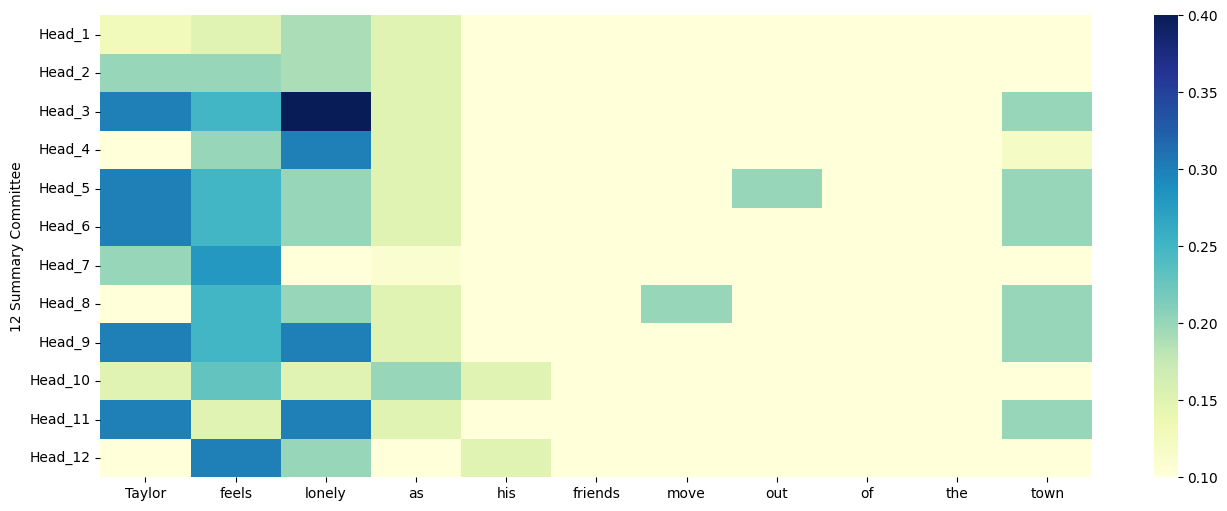 12 Summary Committee
Head_1
Head_2
Head_3
Head_4
Head_5
Head_6
Head_7
Head_8
Head_9
Head_10
Head_11
Head_12
Taylor feels lonely as his friends move out of the town
0.40
0.35
0.30
0.25
0.20
0.15
0.10